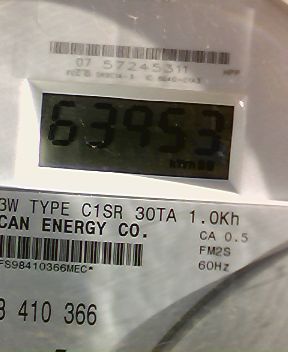 07 57245311
63953
3W TYPE C1SR 30TA 1.0Kh
CAN ENERGY CO.
CA 0.5
FM2S
60Hz
FS98410366MEC*
410 366